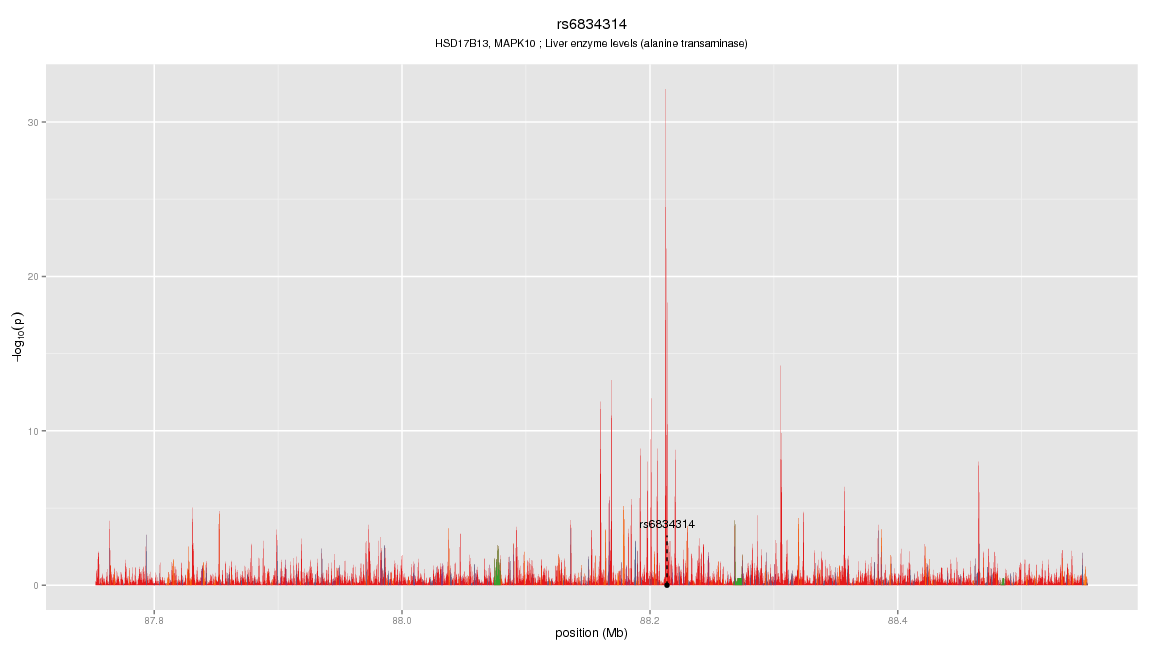 rs6834314
HSD17B13, MAPK10 ; Liver enzyme levels (alanine transaminase)
30
20
10
0
−log10(p)
rs6834314
87.8
88.0
88.2
88.4
position (Mb)